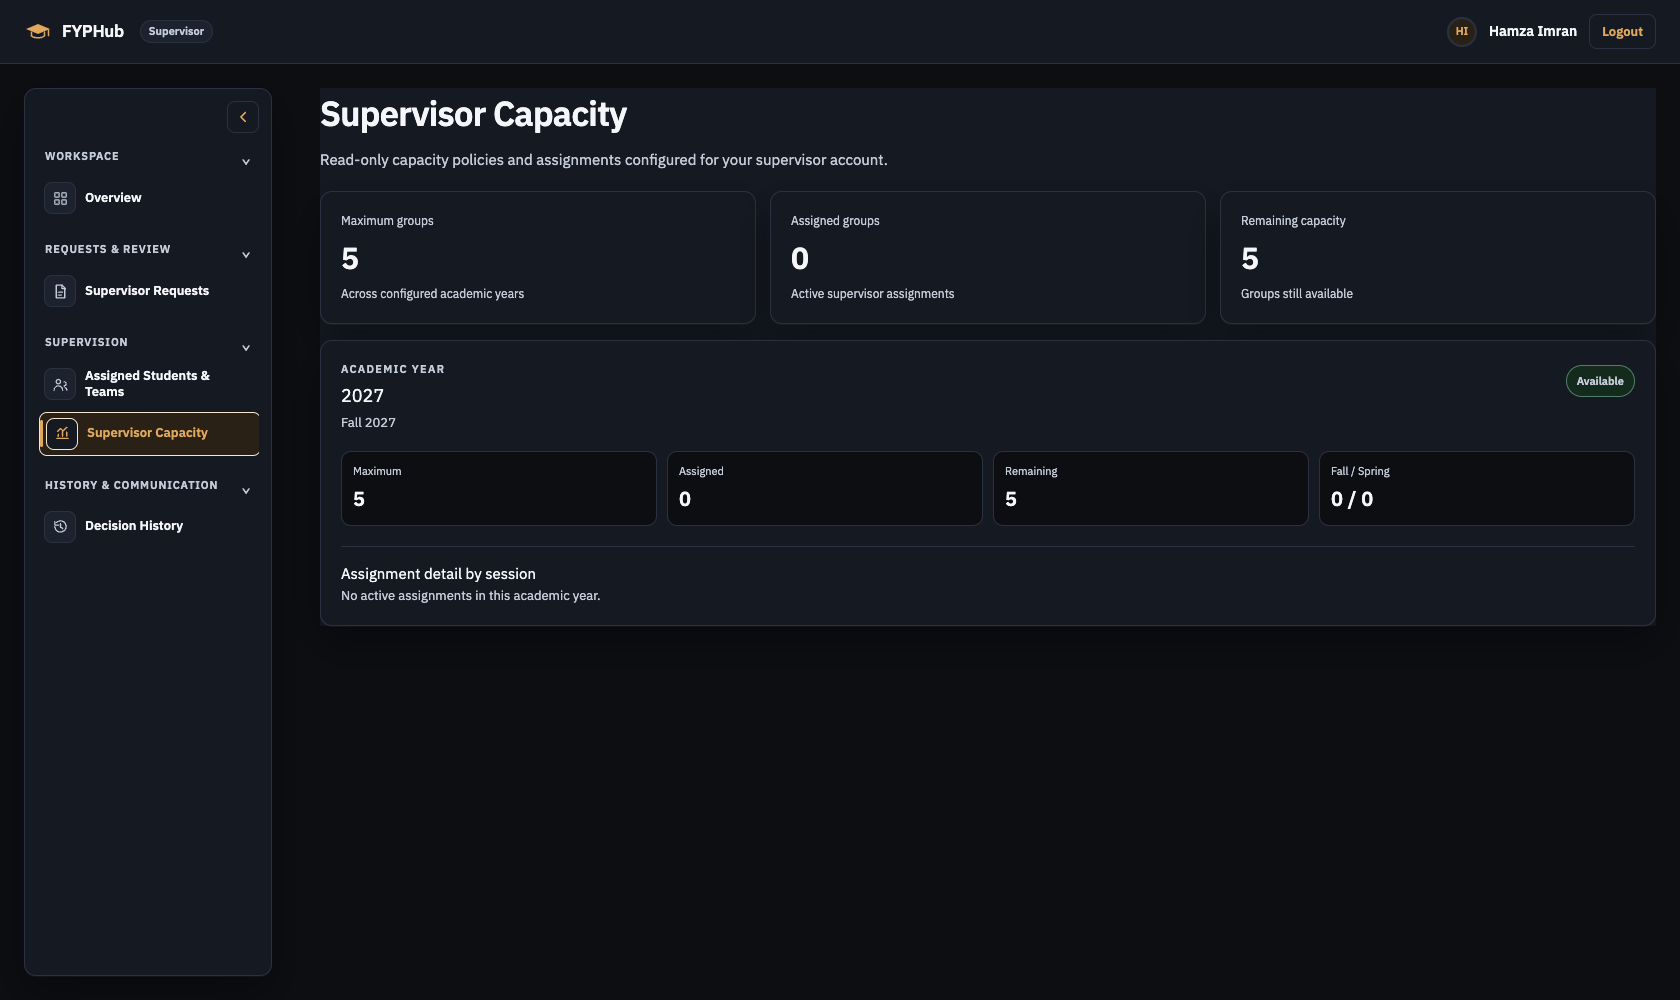 FYPHub
Supervisor
HI
Hamza Imran
Logout
WORKSPACE
Overview
REQUESTS & REVIEW
Supervisor Requests
SUPERVISION
Assigned Students &
Teams
Supervisor Capacity
HISTORY & COMMUNICATION
Decision History
Supervisor Capacity
Read-only capacity policies and assignments configured for your supervisor account.
Maximum groups
5
Across configured academic years
Assigned groups
0
Active supervisor assignments
Remaining capacity
5
Groups still available
ACADEMIC YEAR
2027
Fall 2027
Available
Maximum
5
Assigned
0
Remaining
5
Fall / Spring
0 / 0
Assignment detail by session
No active assignments in this academic year.